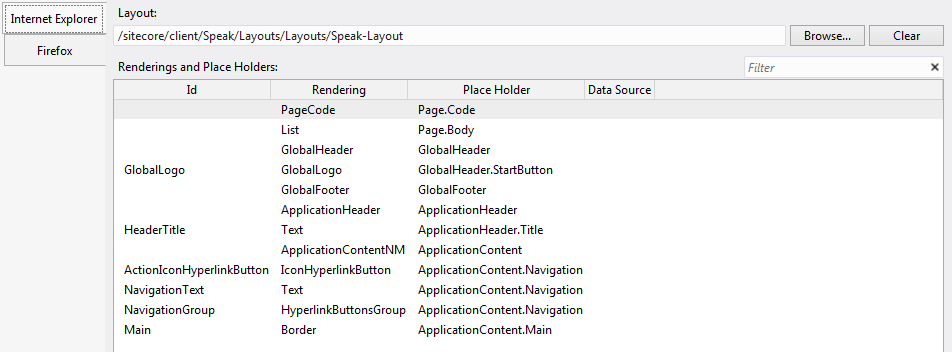 Internet Explorer
Firefox
Layout:
/sitecore/client/Speak/Layouts/Layouts/Speak-Layout
Browse...
Clear
Renderings and Place Holders:
Filter
Id Rendering Place Holder Data Source
PageCode Page.Code
List Page.Body
GlobalHeader GlobalHeader
GlobalLogo GlobalLogo GlobalHeader.StartButton
GlobalFooter GlobalFooter
ApplicationHeader ApplicationHeader
HeaderTitle Text ApplicationHeader.Title
ApplicationContentNM ApplicationContent
ActionIconHyperlinkButton IconHyperlinkButton ApplicationContent.Navigation
NavigationText Text ApplicationContent.Navigation
NavigationGroup HyperlinkButtonsGroup ApplicationContent.Navigation
Main Border ApplicationContent.Main